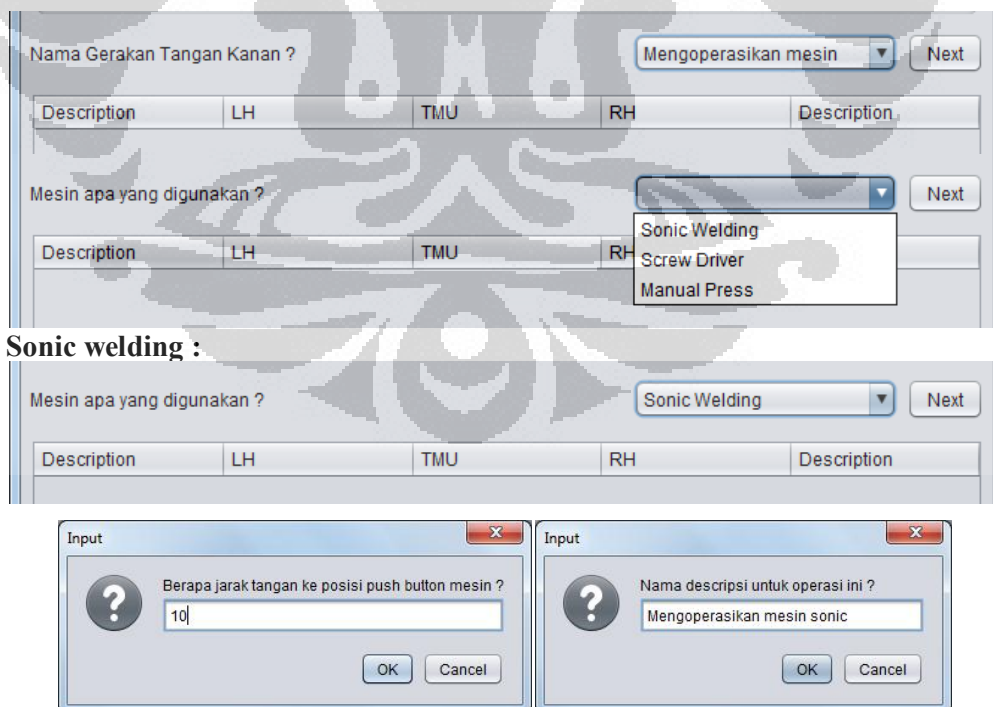 Nama Gerakan Tangan Kanan ? Mengoperasikan mesin Next
Description LH TMU RH Description
Mesin apa yang digunakan ? Next
Sonic Welding
Description LH TMU RH
Screw Driver
Manual Press
Sonic welding :
Mesin apa yang digunakan ? Sonic Welding Next
Description LH TMU RH Description
Input
Berapa jarak tangan ke posisi push button mesin ?
10
OK Cancel
Input
Nama descripsi untuk operasi ini ?
Mengoperasikan mesin sonic
OK Cancel